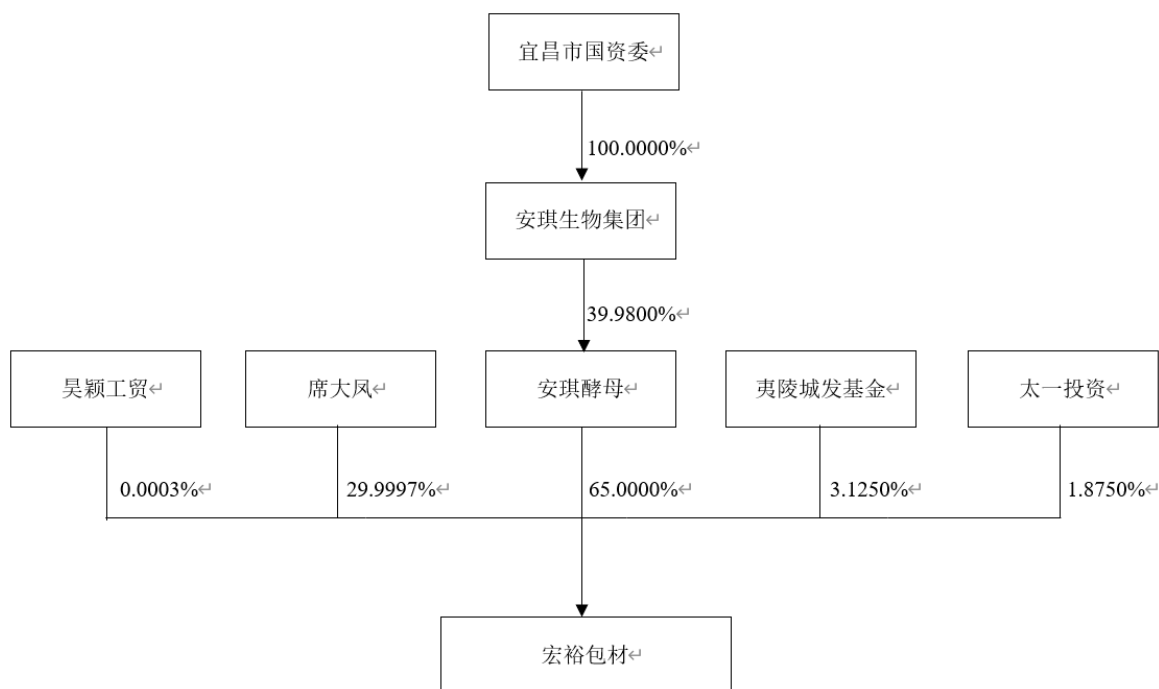 宜昌市国资委↵
100.0000%↵
安琪生物集团↵
39.9800%↵
昊颖工贸↵
席大凤↵
安琪酵母↵
夷陵城发基金↵
太一投资↵
0.0003%↵
29.9997%↵
65.0000%↵
3.1250%↵
1.8750%↵
宏裕包材↵